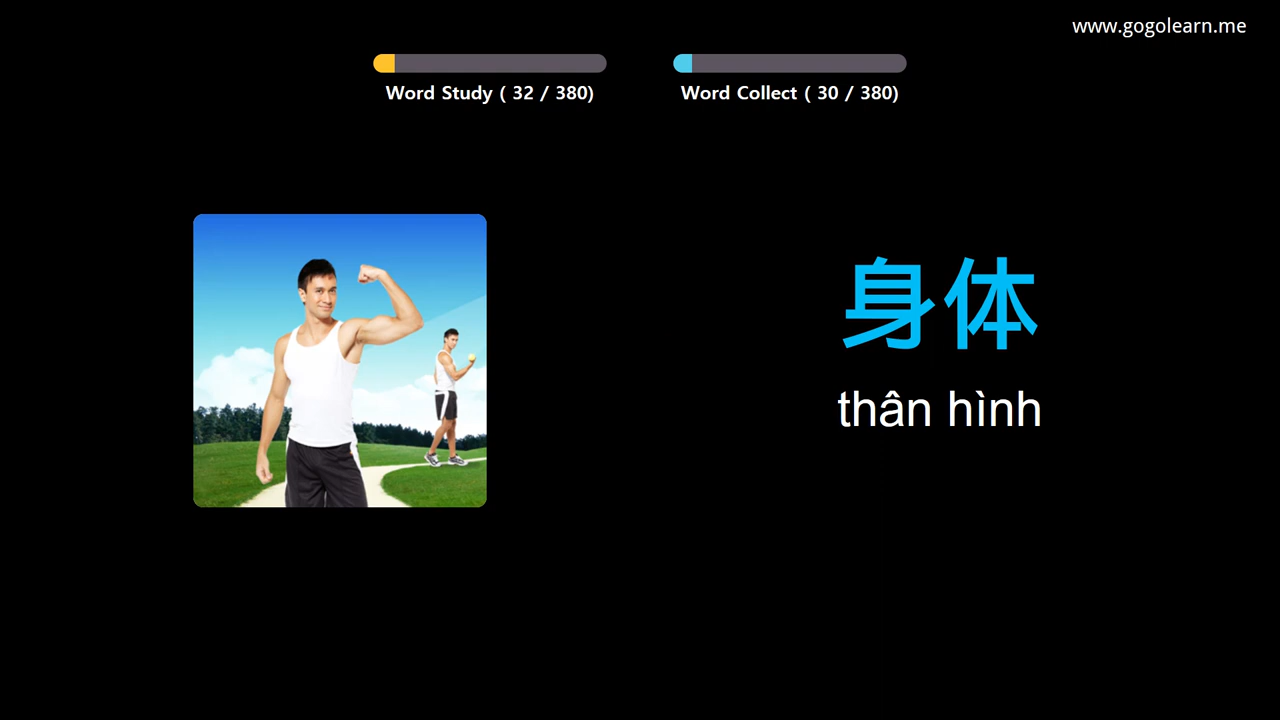 www.gogolearn.me
Word Study ( 32 / 380)
Word Collect ( 30 / 380)
身体
thân hình